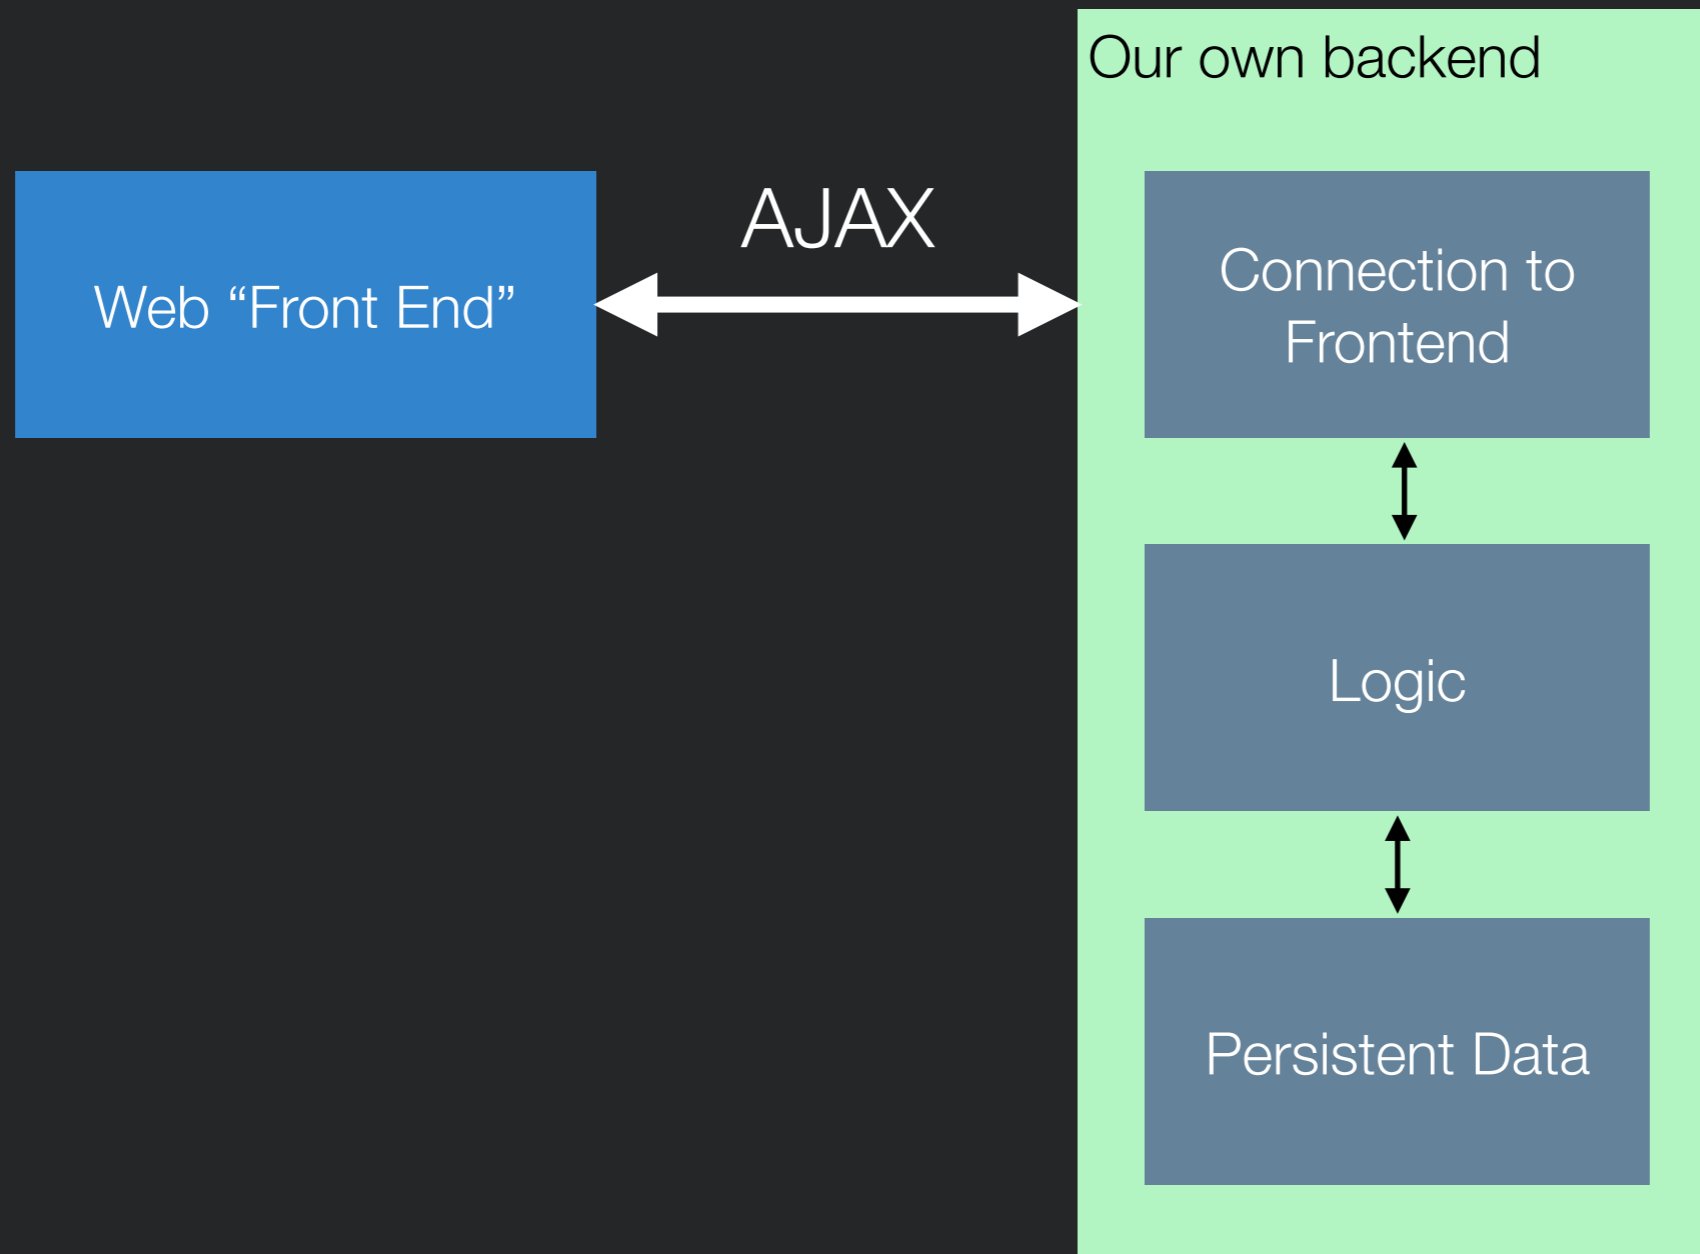 Our own backend
Web “Front End”
AJAX
Connection to
Frontend
Logic
Persistent Data